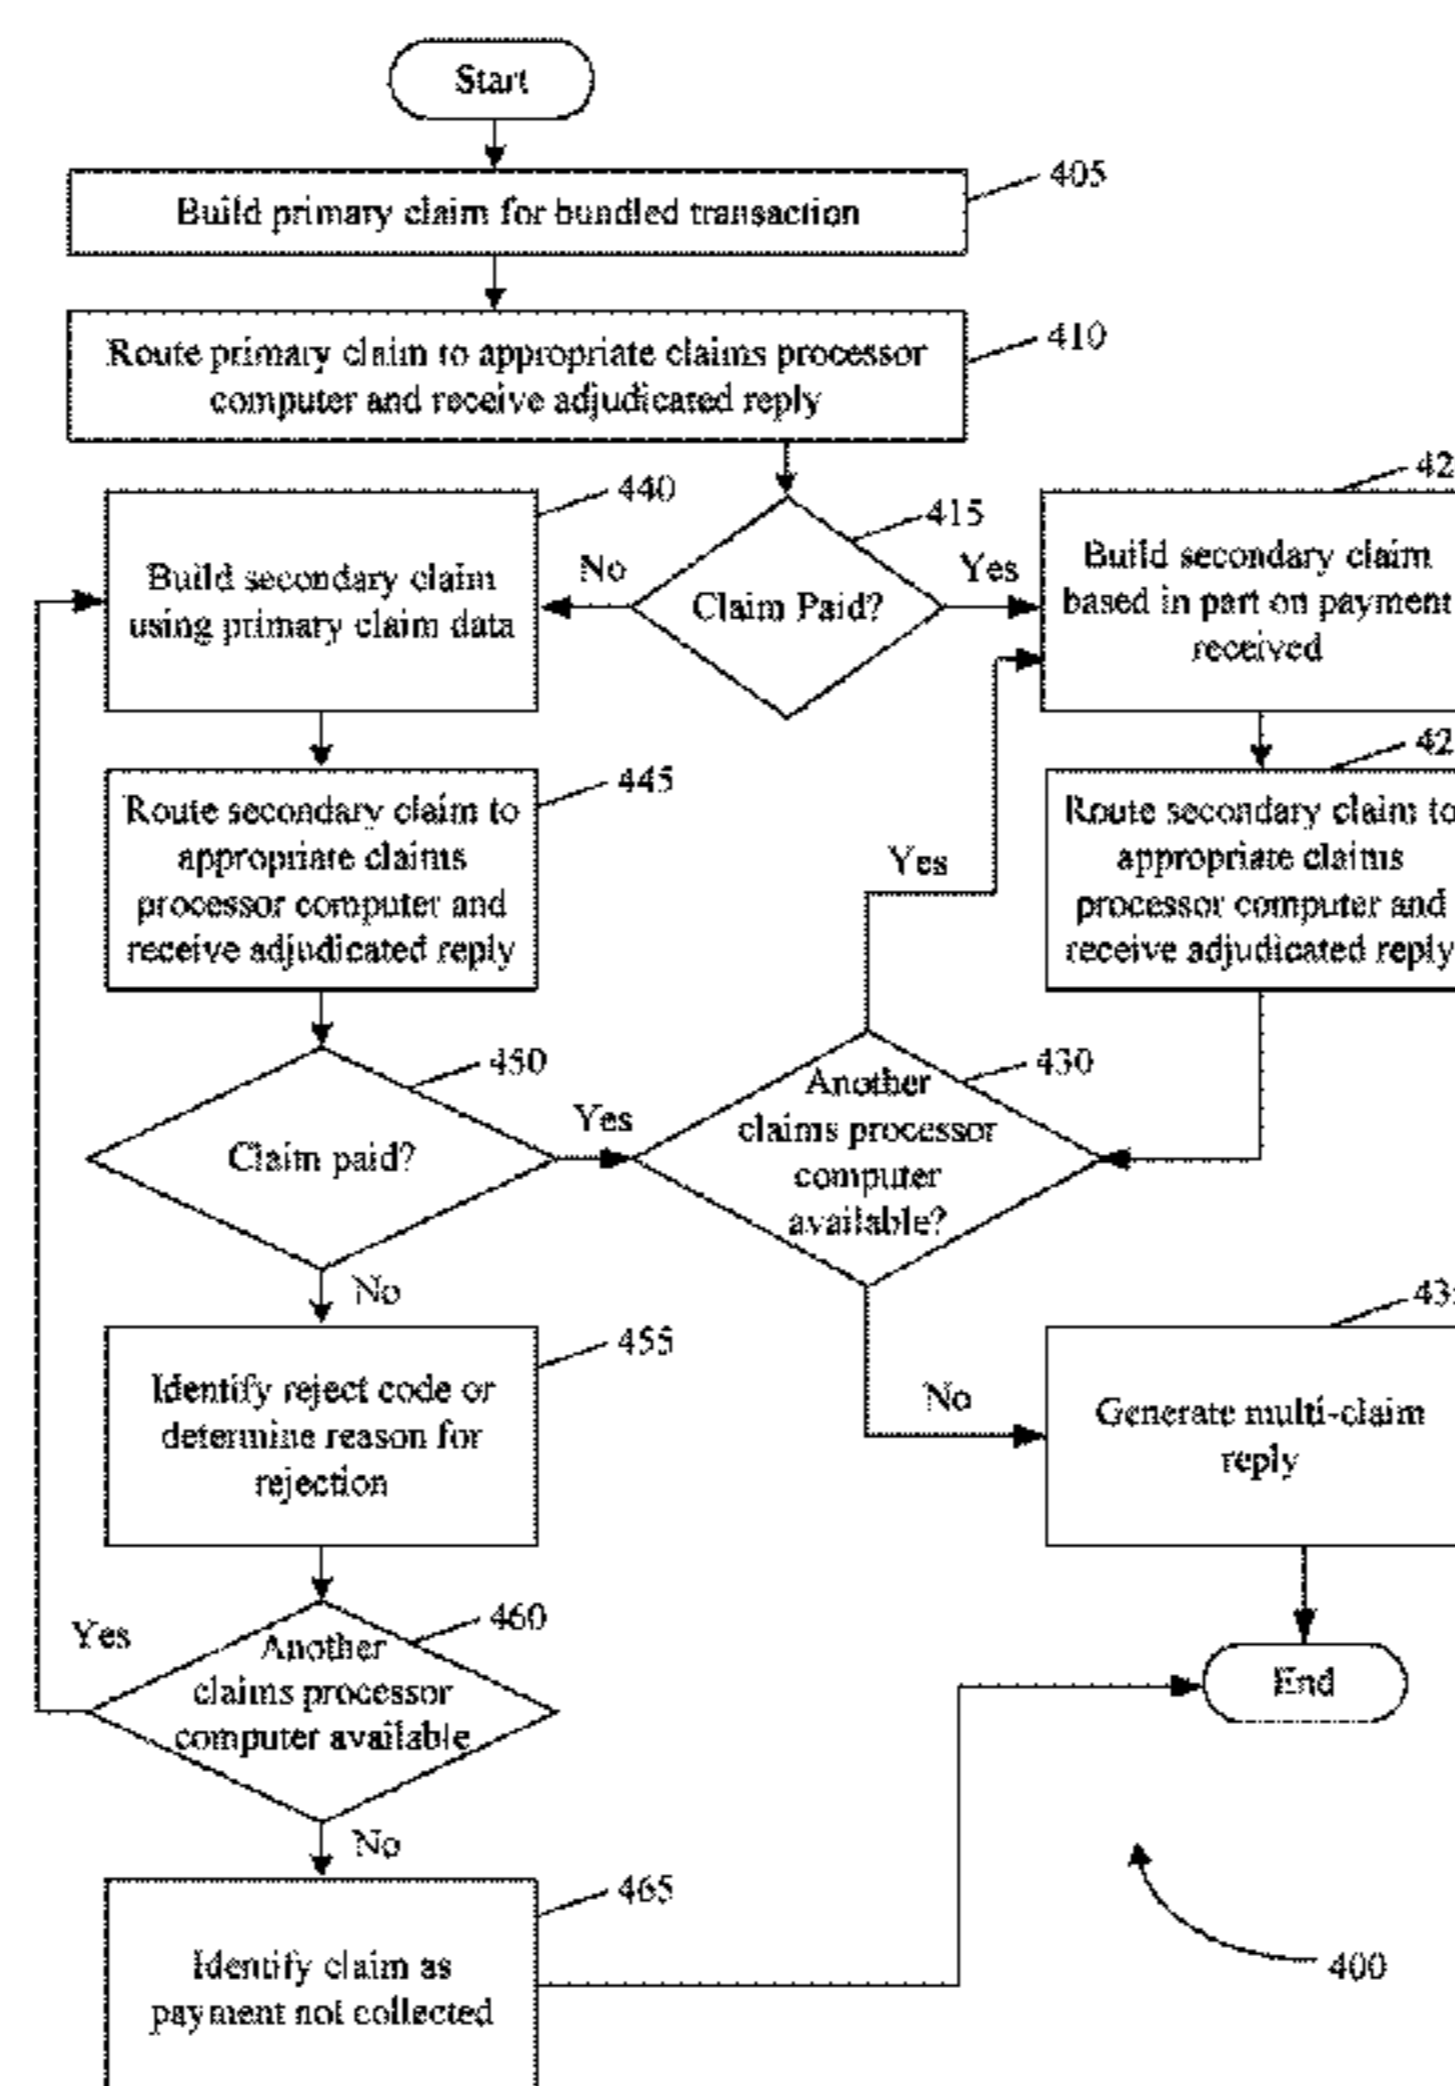 Start
405
Build primary claim for bundled transaction
410
Route primary claim to appropriate claims processor
computer and receive adjudicated reply
440
415
42
Build secondary claim
using primary claim data
No
Claim Paid?
Yes
Build secondary claim
based in part on payment
received
445
42
Route secondary claim to
appropriate claims
processor computer and
receive adjudicated reply
Yes
Route secondary claim to
appropriate claims
processor computer and
receive adjudicated reply
450
430
Claim paid?
Yes
Another
claims processor
computer
available?
No
455
43
Identify reject code or
determine reason for
rejection
No
Generate multi-claim
reply
460
Yes
Another
claims processor
computer available
End
No
465
Identify claim as
payment not collected
400